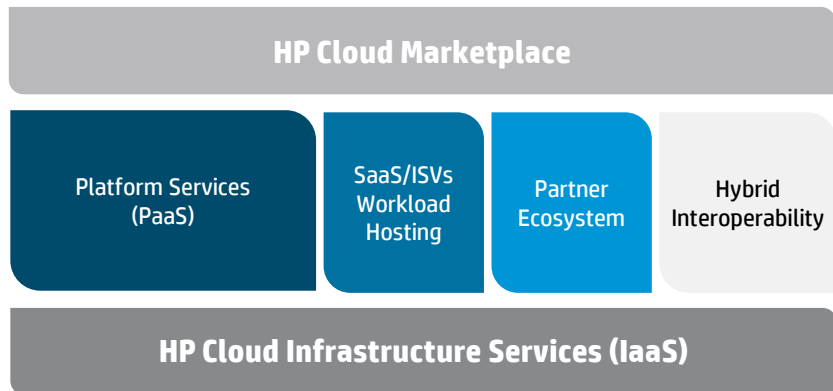 HP Cloud Marketplace
Platform Services
(PaaS)
SaaS/ISVs
Workload
Hosting
Partner
Ecosystem
Hybrid
Interoperability
HP Cloud Infrastructure Services (IaaS)